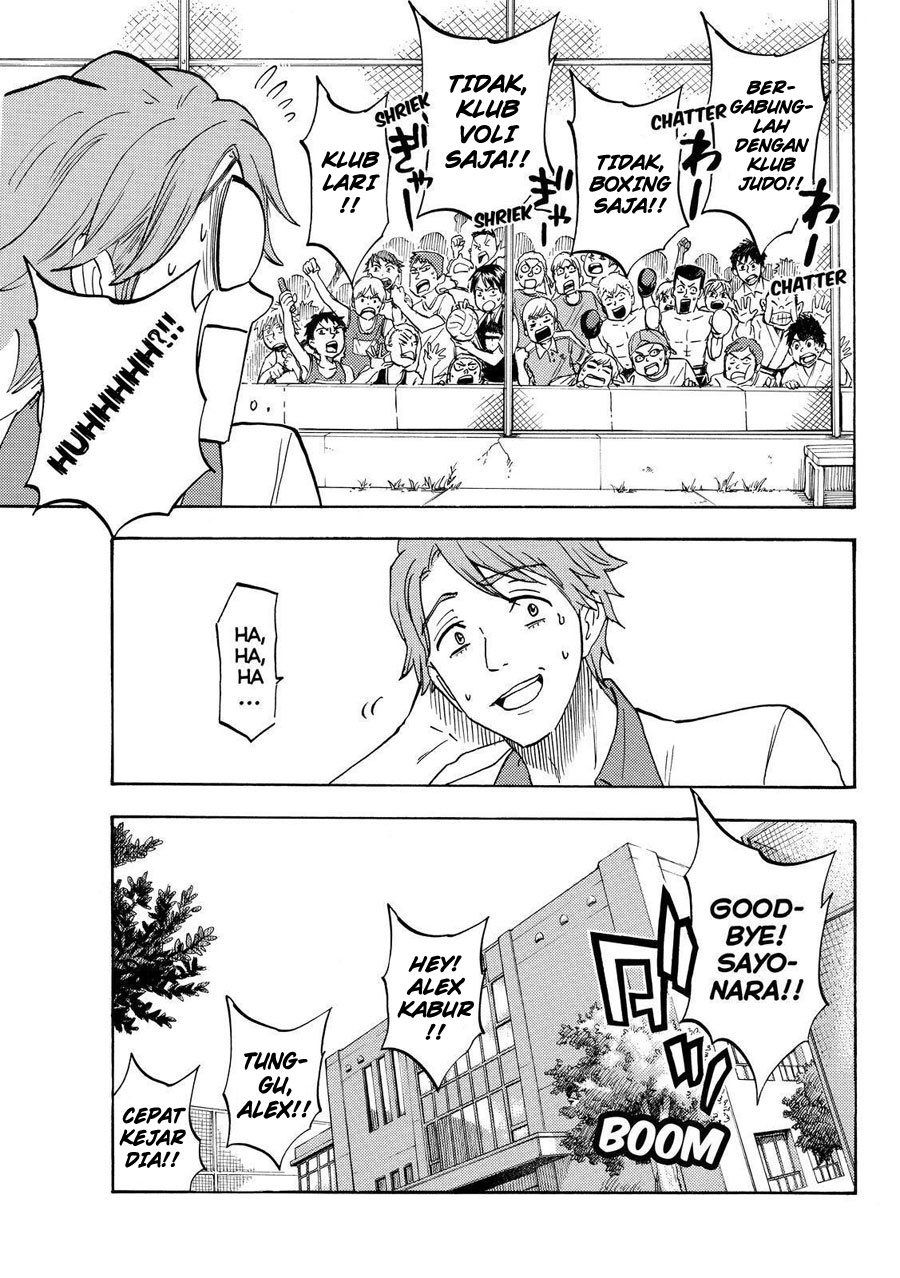 BER-
GABUNG-
LAH
DENGAN
KLUB
JUDO!!
わー
CHATTER
TIDAK,
BOXING
SAJA!!
わー
CHATTER
TIDAK,
KLUB
VOLI
SAJA!!
ぎゃー
SHRIEK
KLUB
LARI
!!
ぎゃー
SHRIEK
HUHHHHH?!!
HA,
HA,
HA
...
GOOD-
BYE!
SAYO-
NARA!!
BOOM
HEY!
ALEX
KABUR
!!
TUNG-
GU,
ALEX!!
CEPAT
KEJAR
DIA!!